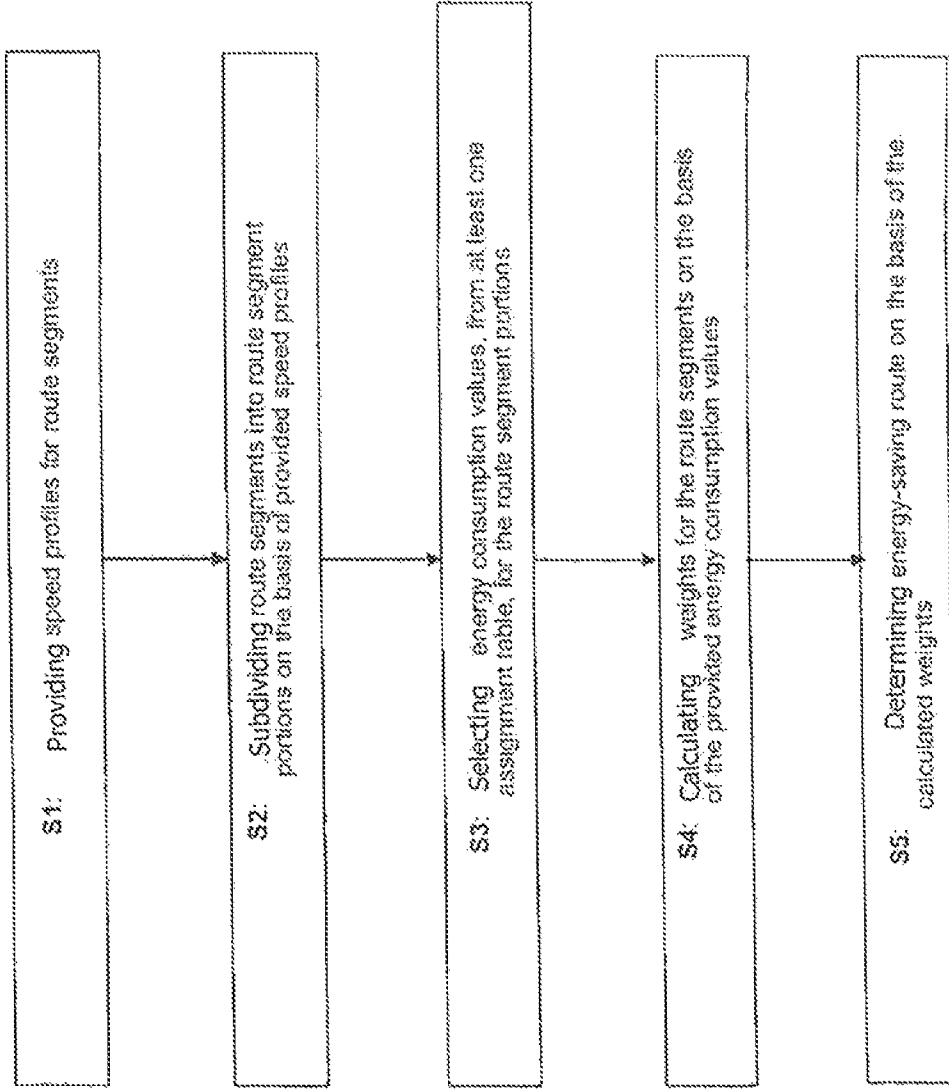 S1: Providing speed profiles for route segments
S2: Subdividing route segments into route segment
portions on the basis of provided speed profiles
S3: Selecting energy consumption values, from at least one
assignment table, for the route segment portions
S4: Calculating weights for the route segments on the basis
of the provided energy consumption values
S5: Determining energy-saving route on the basis of the
calculated weights